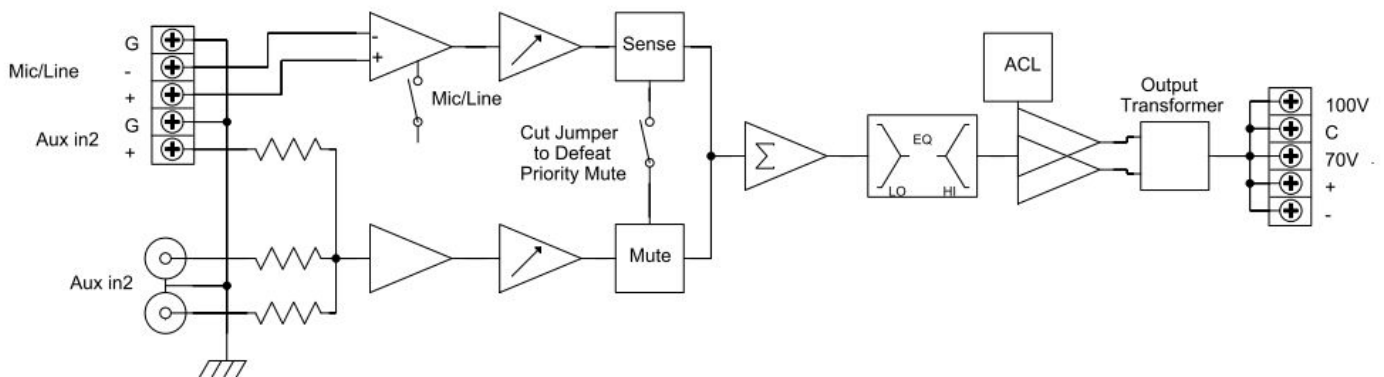 G
Mic/Line
-
+
G
Aux in2
+
Aux in2
-
+
Mic/Line
Sense
Cut Jumper
to Defeat
Priority Mute
Mute
Σ
EQ
LO
HI
ACL
Output
Transformer
100V
C
70V
+
-